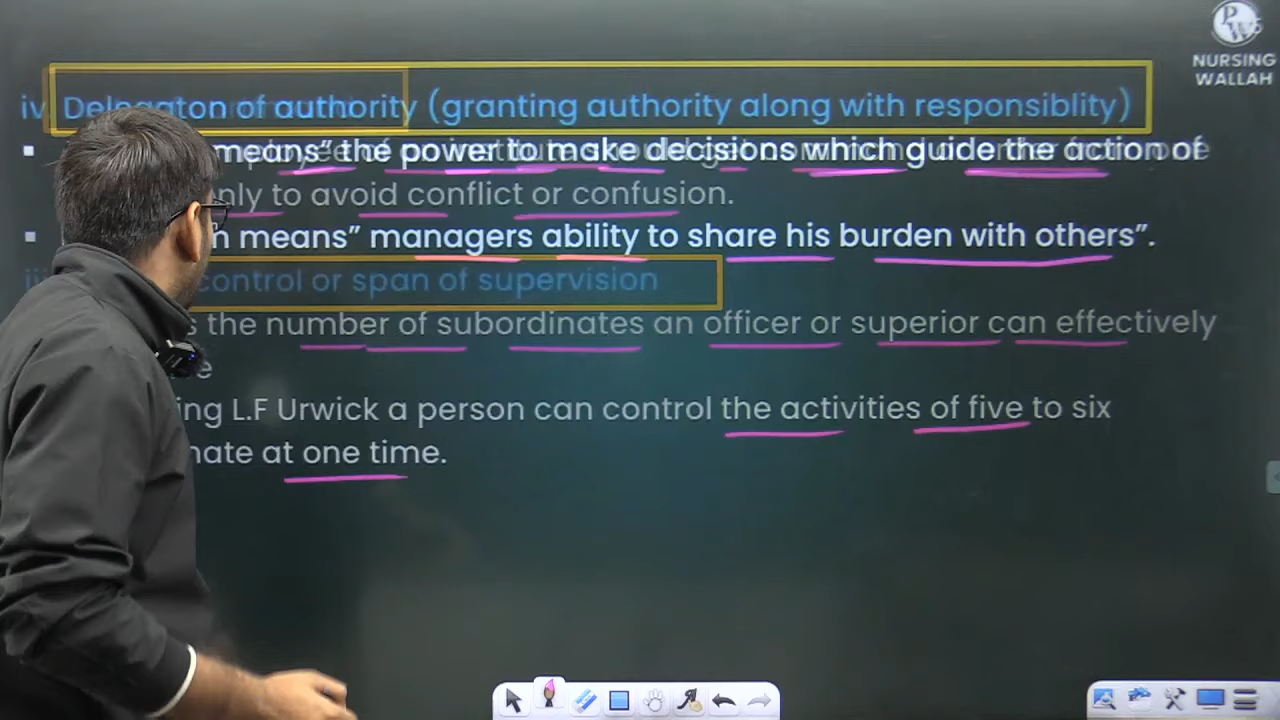 NURSING
WALLAH
iv Delegaton of authority (granting authority along with responsiblity)
means” the power to make decisions which guide the action of
only to avoid conflict or confusion.
means” managers ability to share his burden with others”.
control or span of supervision
the number of subordinates an officer or superior can effectively
L.F Urwick a person can control the activities of five to six
at one time.